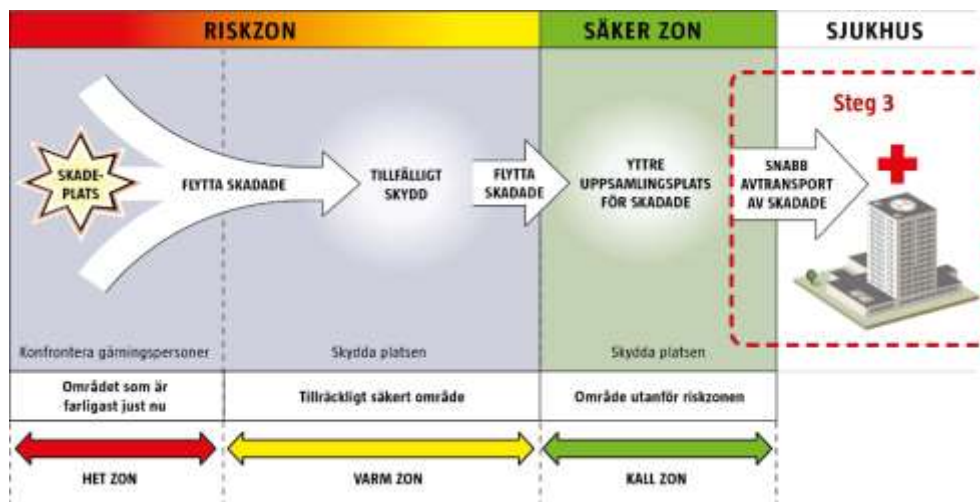 RISKZON
SÄKER ZON
SJUKHUS
Steg 3
SKADE-
PLATS
FLYTTA SKADADE
TILLFÄLLIGT
SKYDD
FLYTTA
SKADADE
YTTRE
UPPSAMLINGSPLATS
FÖR SKADADE
SNABB
AVTRANSPORT
AV SKADADE
Konfrontera gärningspersoner
Skydda platsen
Skydda platsen
Området som är
farligast just nu
Tillräckligt säkert område
Område utanför riskzonen
HET ZON
VARM ZON
KALL ZON